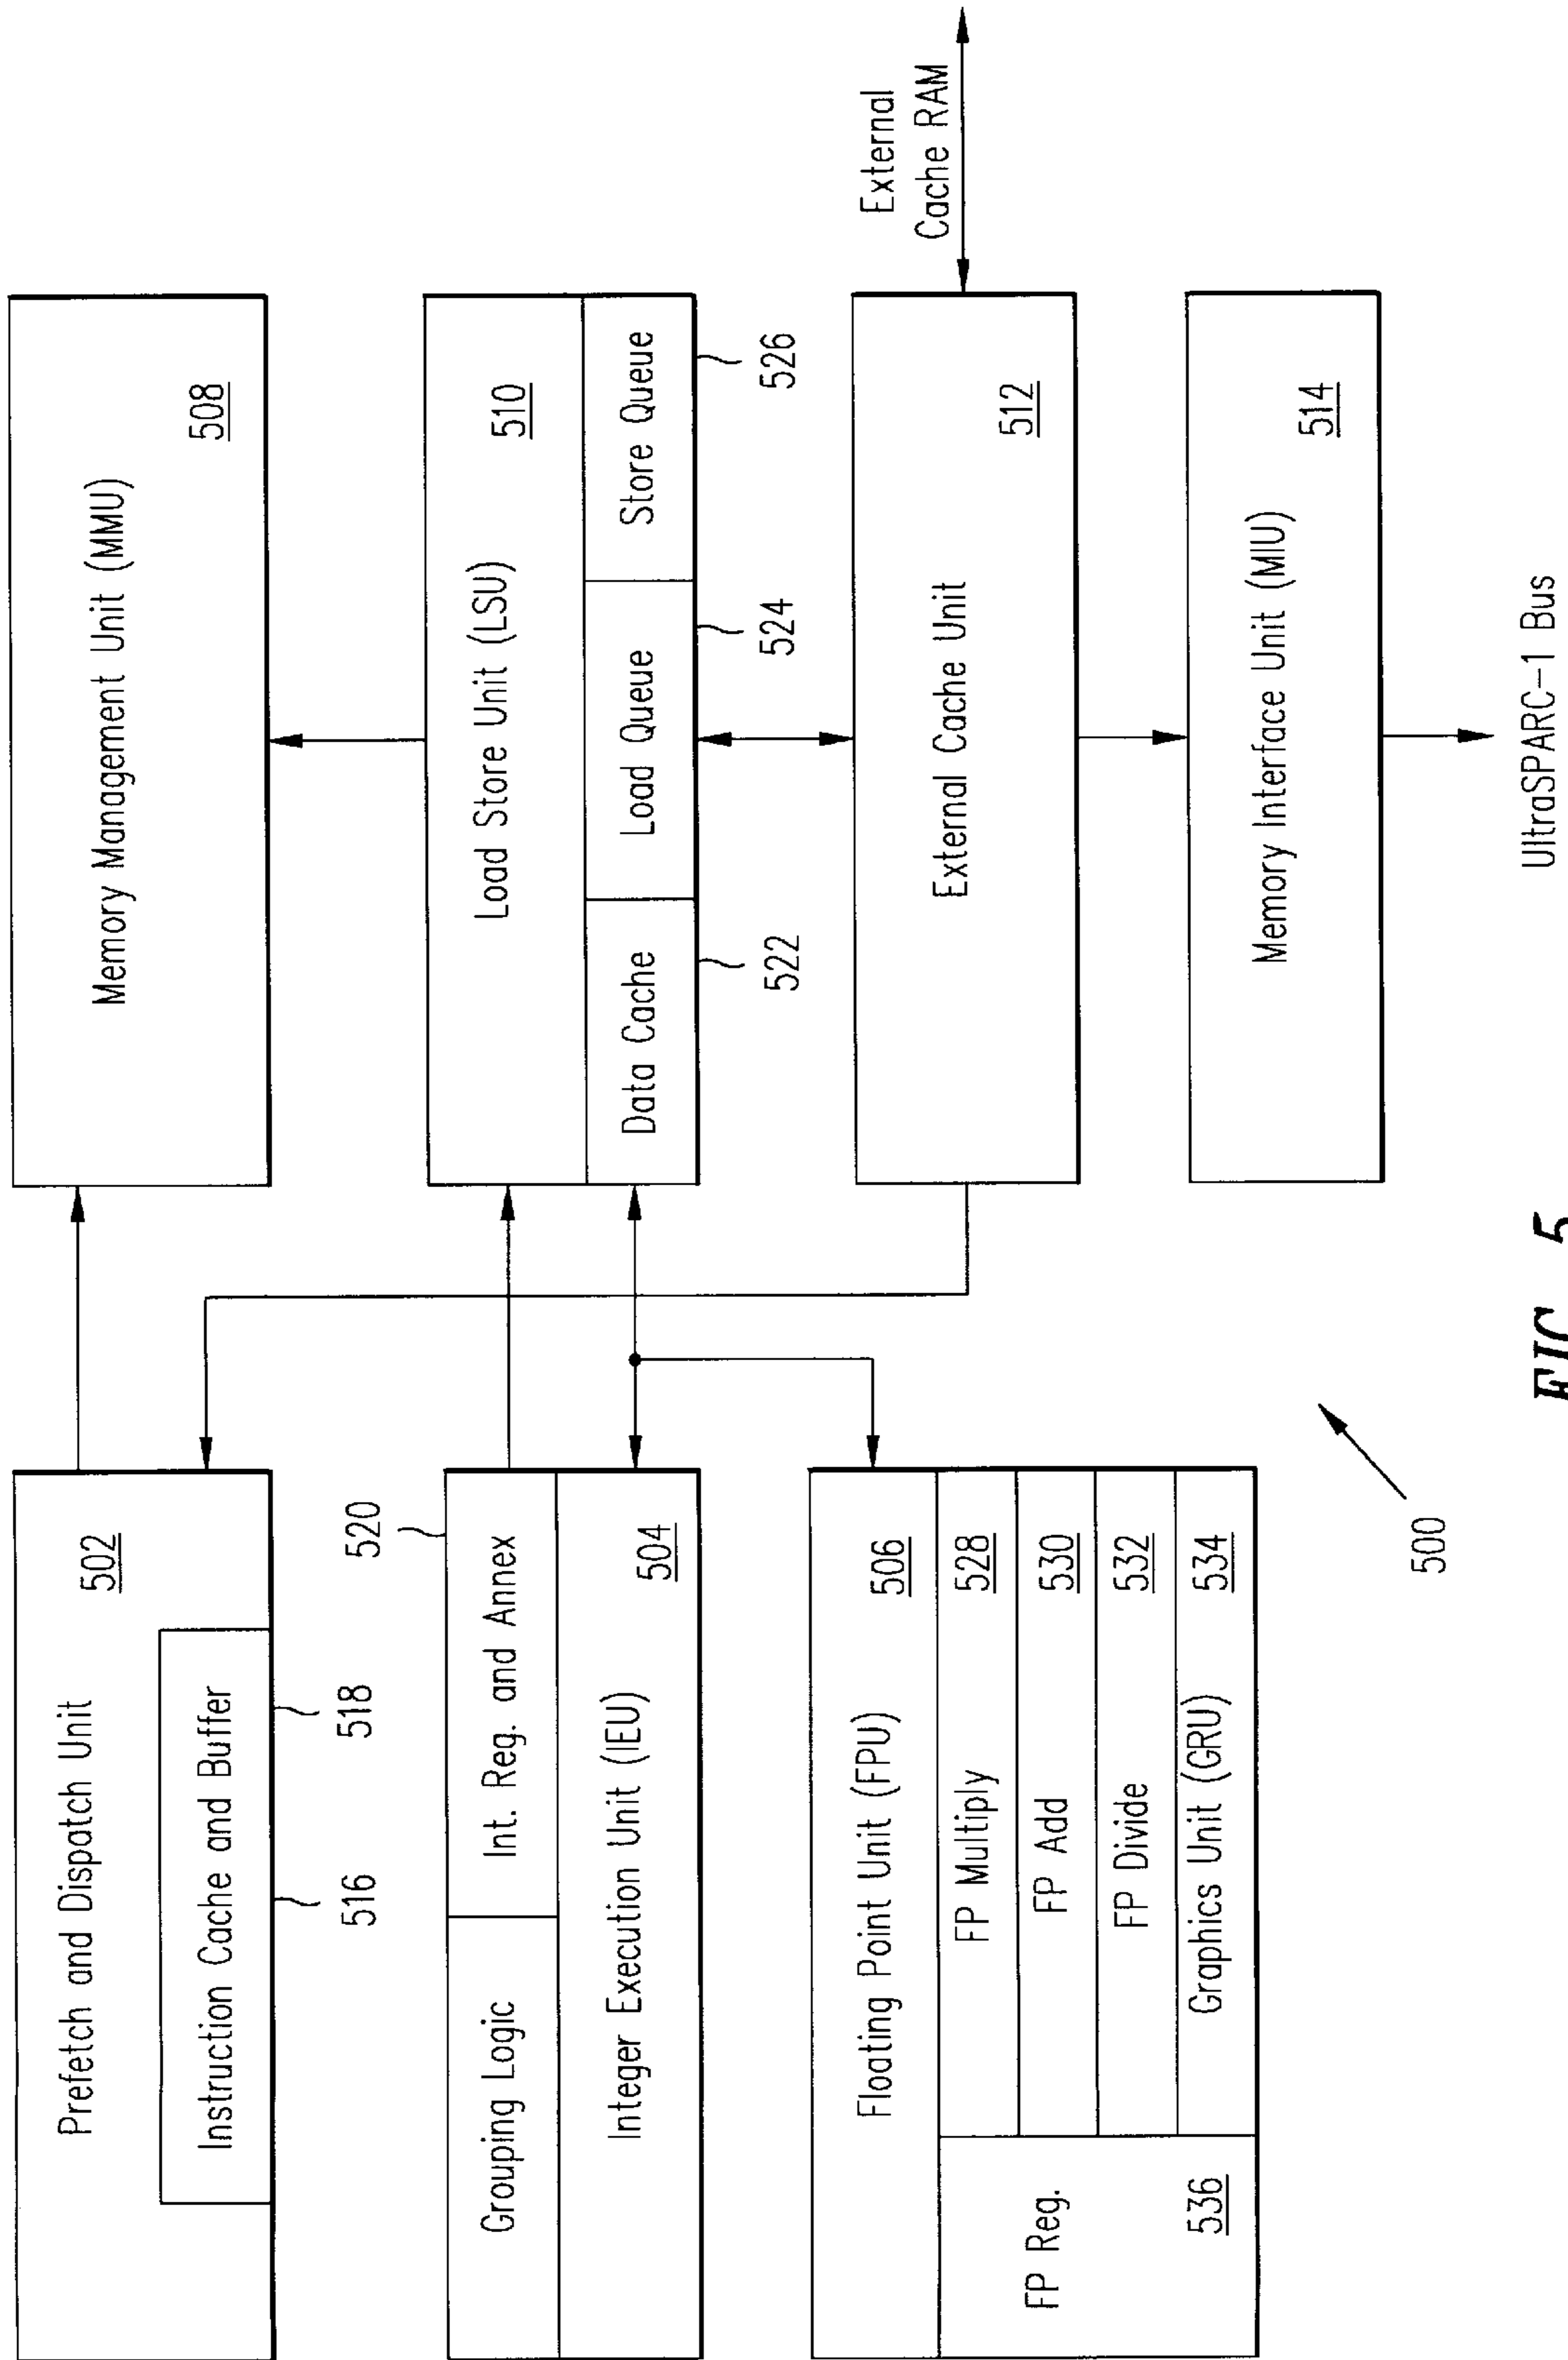 Prefetch and Dispatch Unit
502
Instruction Cache and Buffer
516
518
Grouping Logic
Int. Reg. and Annex
520
Integer Execution Unit (IEU)
504
Floating Point Unit (FPU)
506
FP Reg.
536
FP Multiply
528
FP Add
530
FP Divide
532
Graphics Unit (GRU)
534
Memory Management Unit (MMU)
508
Load Store Unit (LSU)
510
Data Cache
Load Queue
Store Queue
522
524
526
External Cache Unit
512
External
Cache RAM
Memory Interface Unit (MIU)
514
UltraSPARC-1 Bus
500
FIG. 5